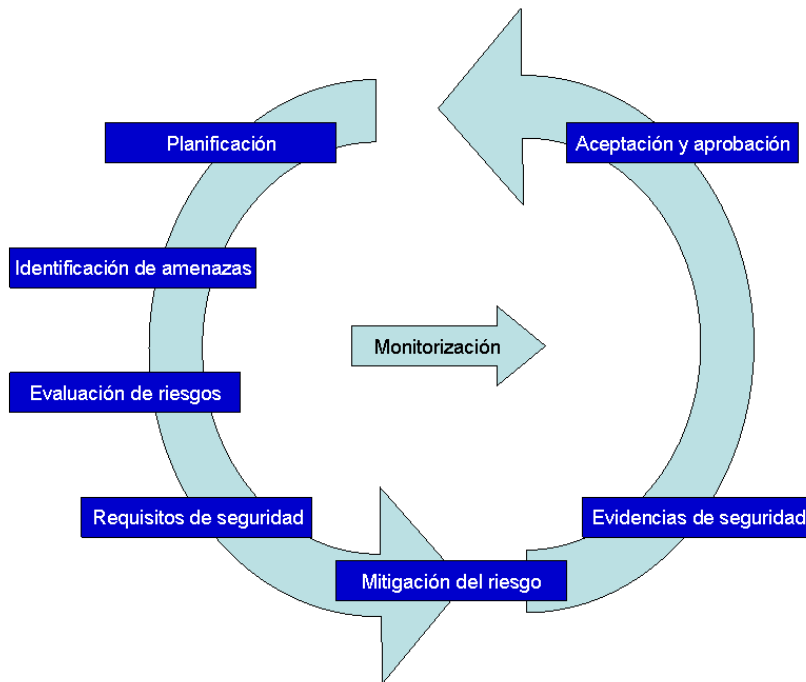 Planificación
Aceptación y aprobación
Identificación de amenazas
Monitorización
Evaluación de riesgos
Requisitos de seguridad
Evidencias de seguridad
Mitigación del riesgo